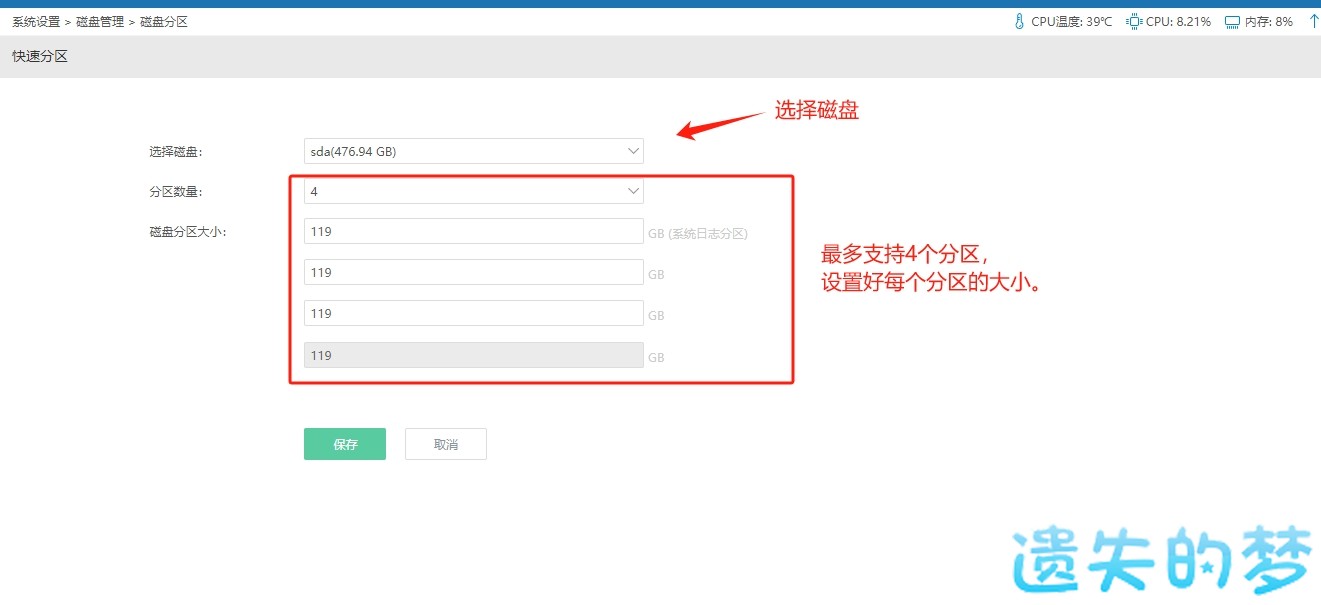 系统设置 > 磁盘管理 > 磁盘分区
CPU温度: 39℃ CPU: 8.21% 内存: 8%
快速分区
选择磁盘
选择磁盘: sda(476.94 GB)
分区数量: 4
磁盘分区大小: 119 GB (系统日志分区)
119 GB
119 GB
119 GB
最多支持4个分区，
设置好每个分区的大小。
保存 取消
遗失的梦